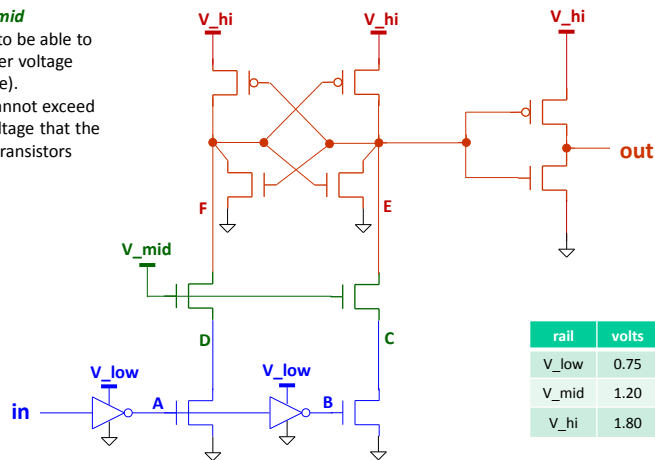 mid
to be able to
er voltage
e).
annot exceed
ltage that the
transistors
V_hi
V_hi
V_hi
out
F
E
V_mid
D
C
V_low
V_low
in
A
B
rail volts
V_low 0.75
V_mid 1.20
V_hi 1.80